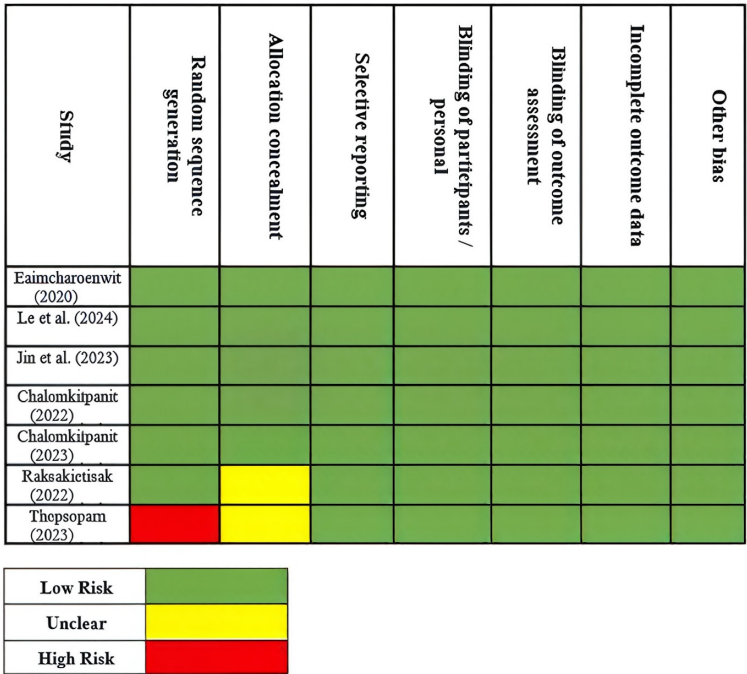 Study
Random sequence
generation
Allocation concealment
Selective reporting
Blinding of participants /
personal
Blinding of outcome
assessment
Incomplete outcome data
Other bias
Eaimcharoenwit
(2020)
Le et al. (2024)
Jin et al. (2023)
Chalomkitpanit
(2022)
Chalomkitpanit
(2023)
Raksakictisak
(2022)
Thopsopam
(2023)
Low Risk
Unclear
High Risk